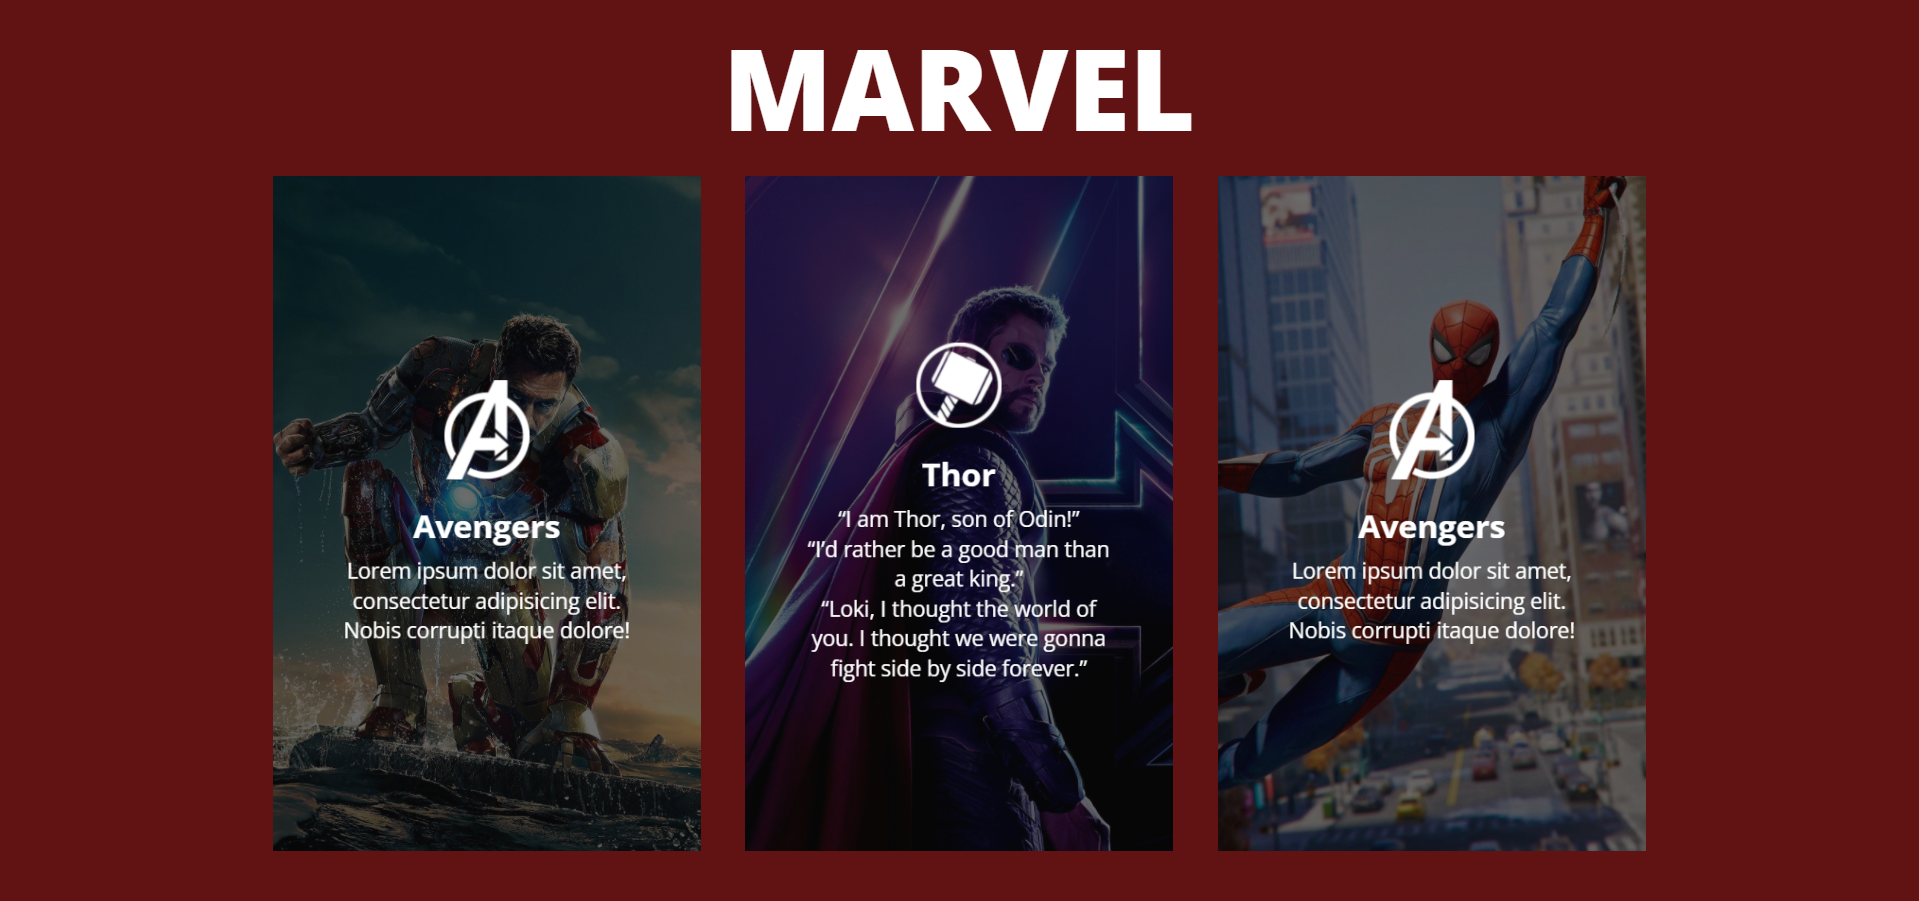 MARVEL
Avengers
Lorem ipsum dolor sit amet,
consectetur adipisicing elit.
Nobis corrupti itaque dolore!
Thor
“I am Thor, son of Odin!”
“I’d rather be a good man than
a great king.”
“Loki, I thought the world of
you. I thought we were gonna
fight side by side forever.”
Avengers
Lorem ipsum dolor sit amet,
consectetur adipisicing elit.
Nobis corrupti itaque dolore!